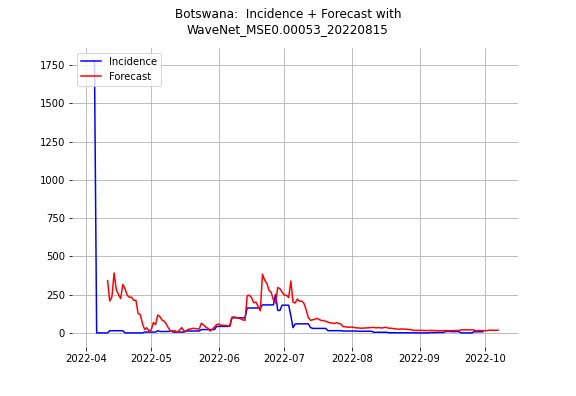 Botswana:  Incidence + Forecast with
WaveNet_MSE0.00053_20220815
Incidence
Forecast
1750
1500
1250
1000
750
500
250
0
2022-04 2022-05 2022-06 2022-07 2022-08 2022-09 2022-10